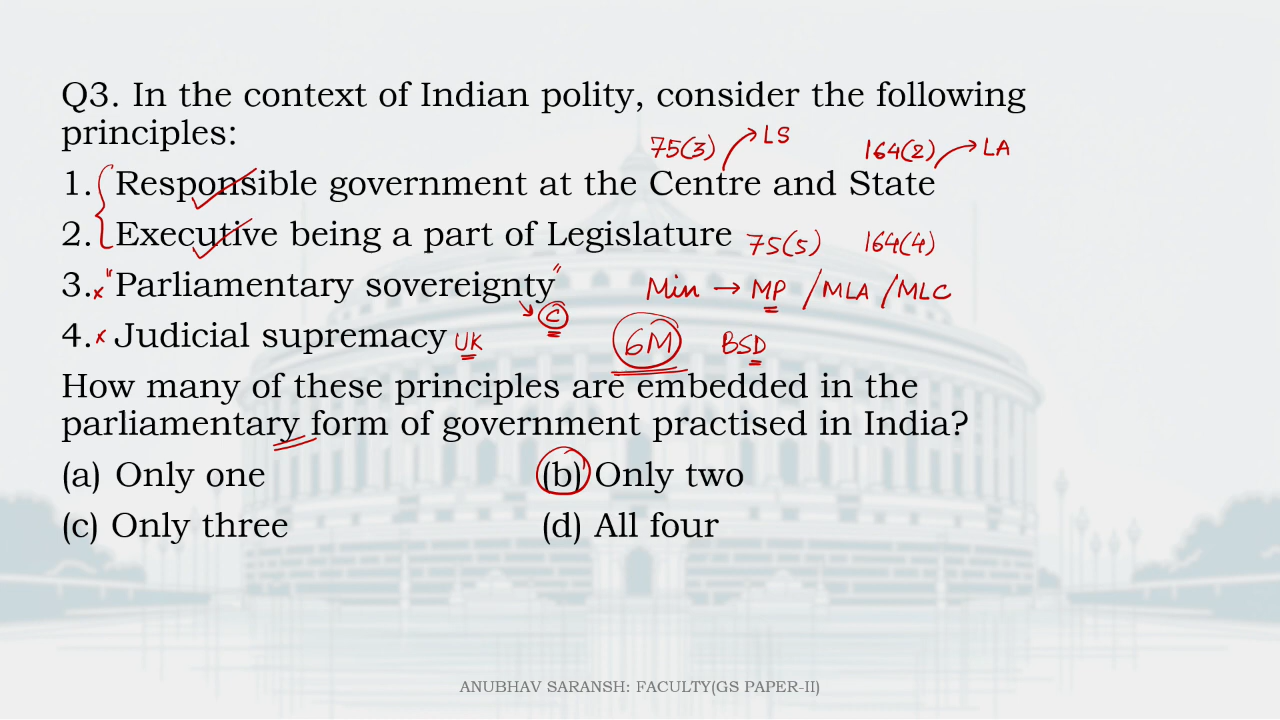 Q3. In the context of Indian polity, consider the following
principles:
75(3) LS 164(2) LA
1. Responsible government at the Centre and State
2. Executive being a part of Legislature 75(5) 164(4)
3. x "Parliamentary sovereignty" Min → MP / MLA / MLC
C
4. x Judicial supremacy UK 6M BSD
How many of these principles are embedded in the
parliamentary form of government practised in India?
(a) Only one (b) Only two
(c) Only three (d) All four
ANUBHAV SARANSH: FACULTY(GS PAPER-II)